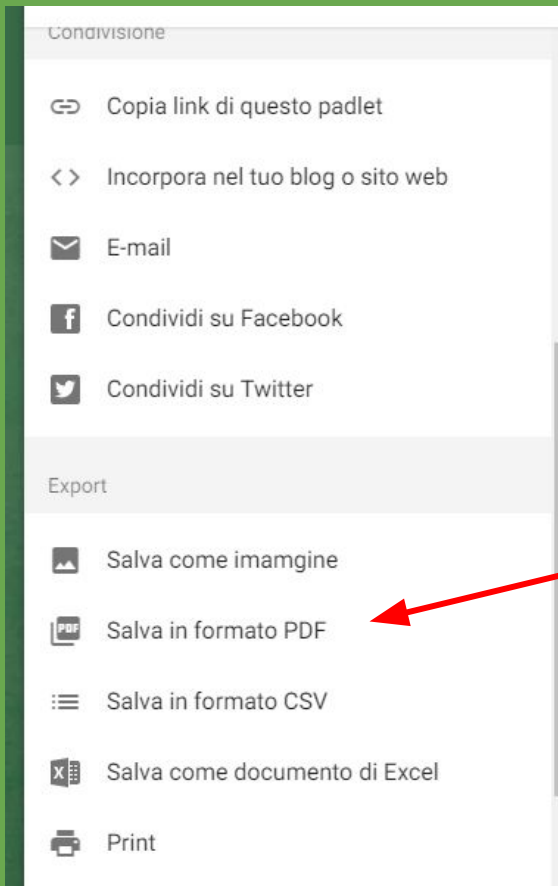 Condivisione
Copia link di questo padlet
Incorpora nel tuo blog o sito web
E-mail
Condividi su Facebook
Condividi su Twitter
Export
Salva come imamgine
Salva in formato PDF
Salva in formato CSV
Salva come documento di Excel
Print